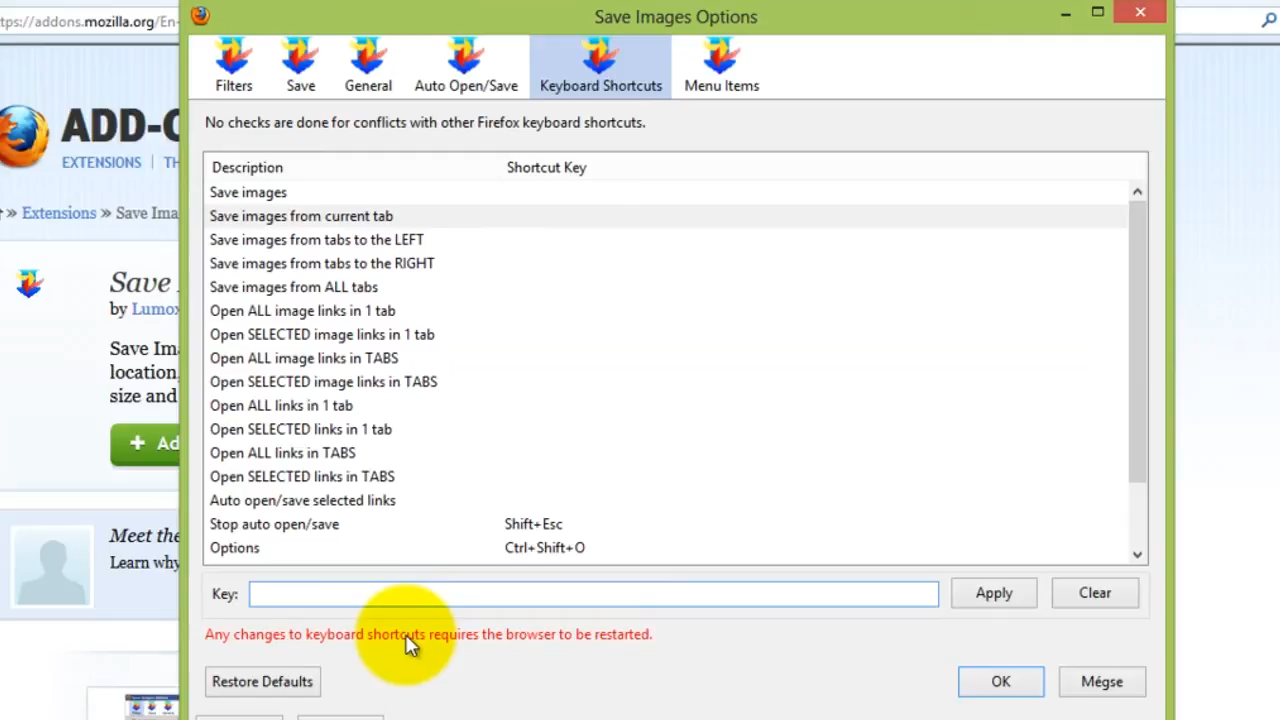 ttps://addons.mozilla.org/En-
Save Images Options
Filters
Save
General
Auto Open/Save
Keyboard Shortcuts
Menu Items
No checks are done for conflicts with other Firefox keyboard shortcuts.
Description Shortcut Key
Save images
Save images from current tab
Save images from tabs to the LEFT
Save images from tabs to the RIGHT
Save images from ALL tabs
Open ALL image links in 1 tab
Open SELECTED image links in 1 tab
Open ALL image links in TABS
Open SELECTED image links in TABS
Open ALL links in 1 tab
Open SELECTED links in 1 tab
Open ALL links in TABS
Open SELECTED links in TABS
Auto open/save selected links
Stop auto open/save Shift+Esc
Options Ctrl+Shift+O
Key:
Apply
Clear
Any changes to keyboard shortcuts requires the browser to be restarted.
Restore Defaults
OK
Mégse
ADD-
EXTENSIONS | TH
» Extensions » Save Ima
Save
by Lumo
Save Ima
location,
size and
+ Ad
Meet the
Learn why